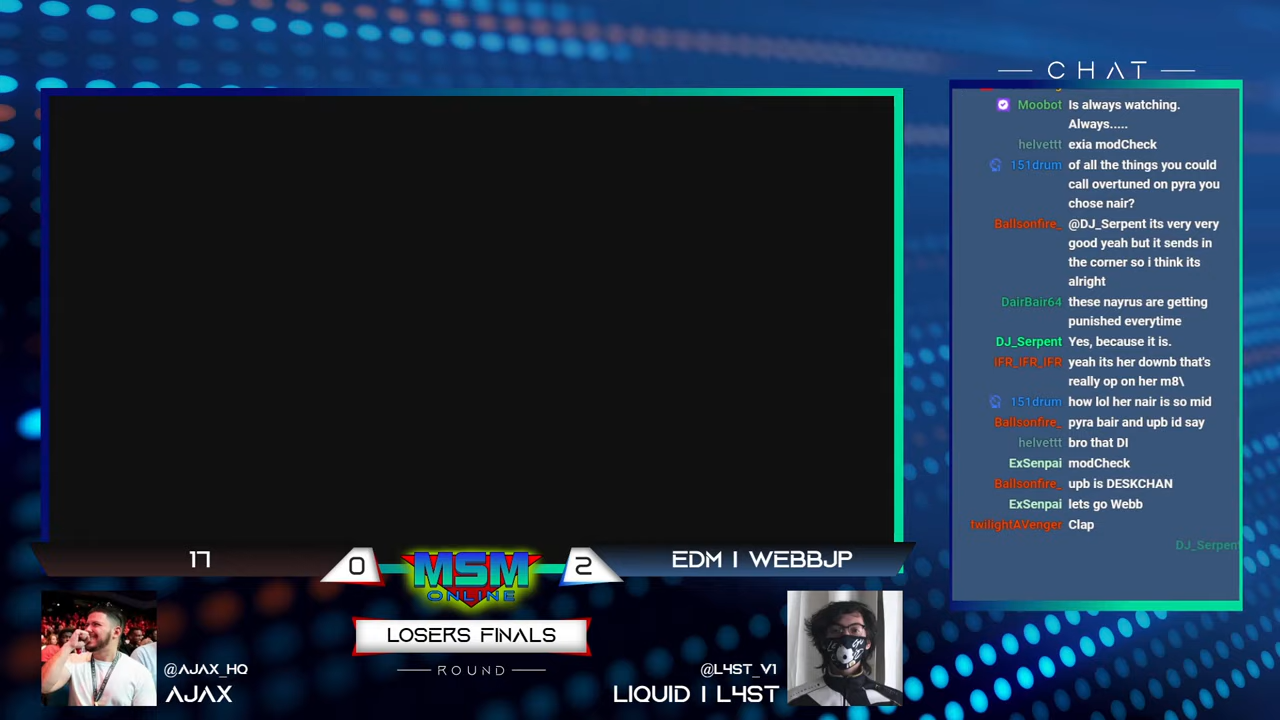 CHAT
Moobot Is always watching.
Always.....
helvettt exia modCheck
151drum of all the things you could
call overtuned on pyra you
chose nair?
Ballsonfire_ @DJ_Serpent its very very
good yeah but it sends in
the corner so i think its
alright
DairBair64 these nayrus are getting
punished everytime
DJ_Serpent Yes, because it is.
IFR_IFR_IFR yeah its her downb that's
really op on her m8\
151drum how lol her nair is so mid
Ballsonfire_ pyra bair and upb id say
helvettt bro that DI
ExSenpai modCheck
Ballsonfire_ upb is DESKCHAN
ExSenpai lets go Webb
twilightAVenger Clap
DJ_Serpen
17
0
MSM
ONLINE
2
EDM | WEBBJP
LOSERS FINALS
ROUND
@AJAX_HQ
AJAX
@L4ST_V1
LIQUID | L4ST